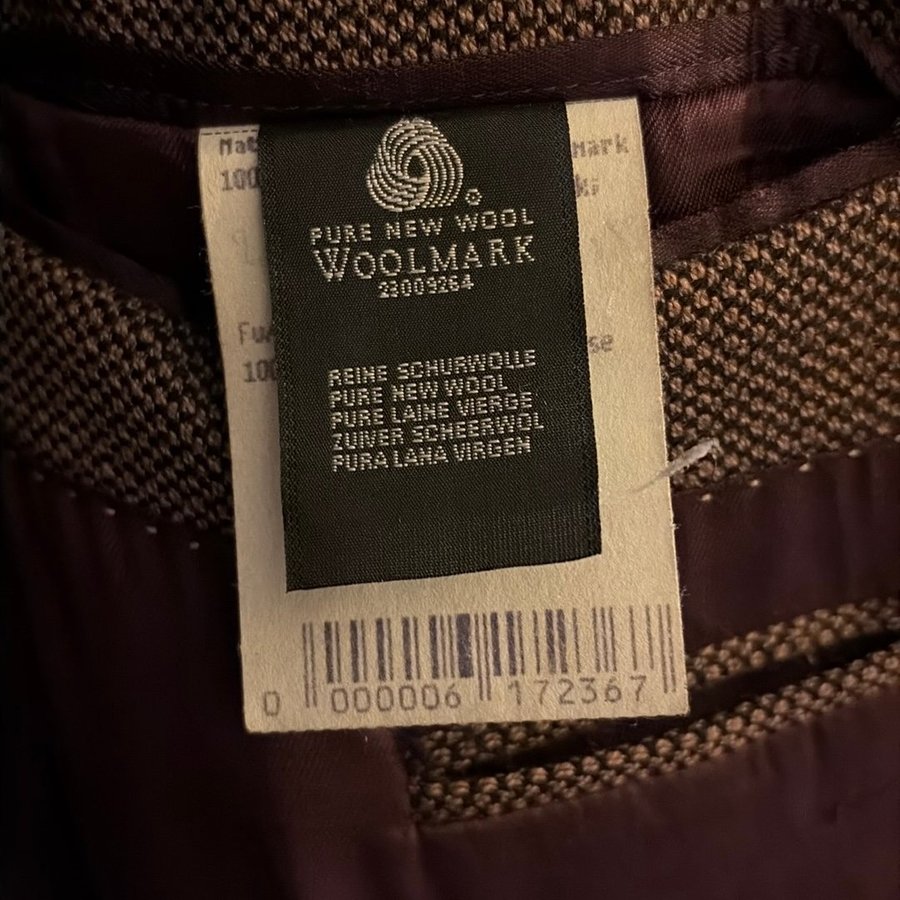 100
PURE NEW WOOL
WOOLMARK
REINE SCHURWOLLE
PURE NEW WOOL
PURE LAINE VIERGE
ZUIVER SCHEERWOL
PURA LANA VIRGEN
0 000006 172367